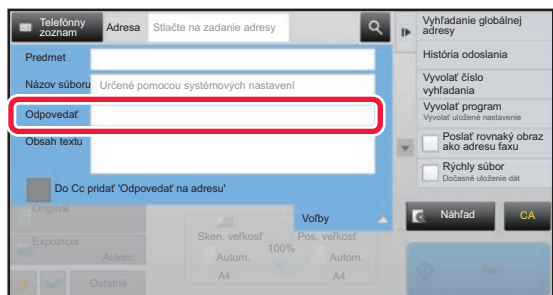 Telefónny
zoznam
Adresa
Stlačte na zadanie adresy
Predmet
Názov súboru
Určené pomocou systémových nastavení
Odpovedať
Obsah textu
Do Cc pridať 'Odpovedať na adresu'
Originál
Voľby
Expozícia
Autom.
Sken. veľkosť
100%
Pos. veľkosť
Autom.
A4
Autom.
A4
Ostatné
Vyhľadanie globálnej
adresy
História odoslania
Vyvolať číslo
vyhľadania
Vyvolať program
Vyvolať uložené nastavenie
Poslať rovnaký obraz
ako adresu faxu
Rýchly súbor
Dočasné uloženie dát
Náhľad
CA
Štart